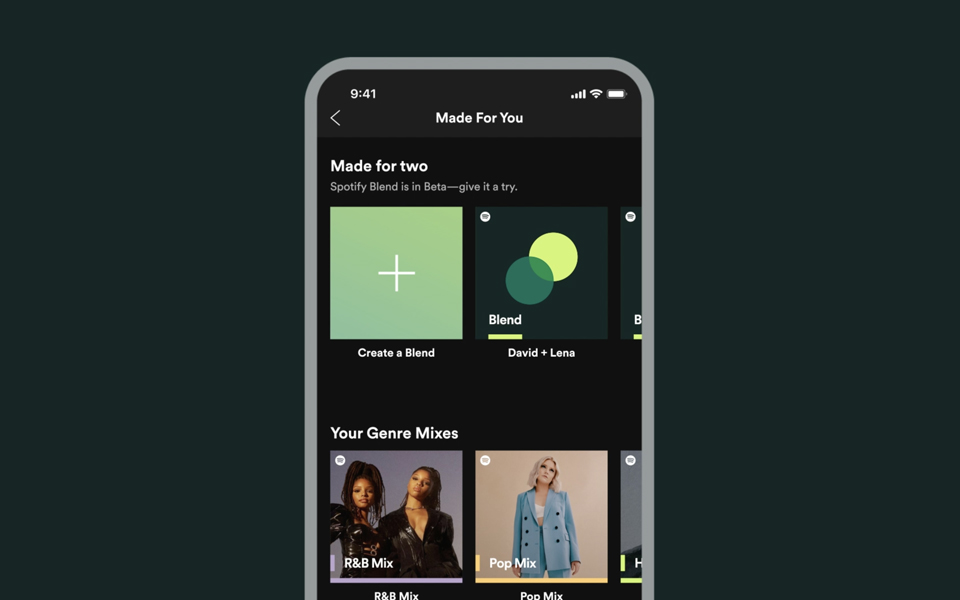 9:41
Made For You
Made for two
Spotify Blend is in Beta—give it a try.
Blend
B
Create a Blend
David + Lena
Your Genre Mixes
R&B Mix
Pop Mix
H
R&B Mix
Pop Mix